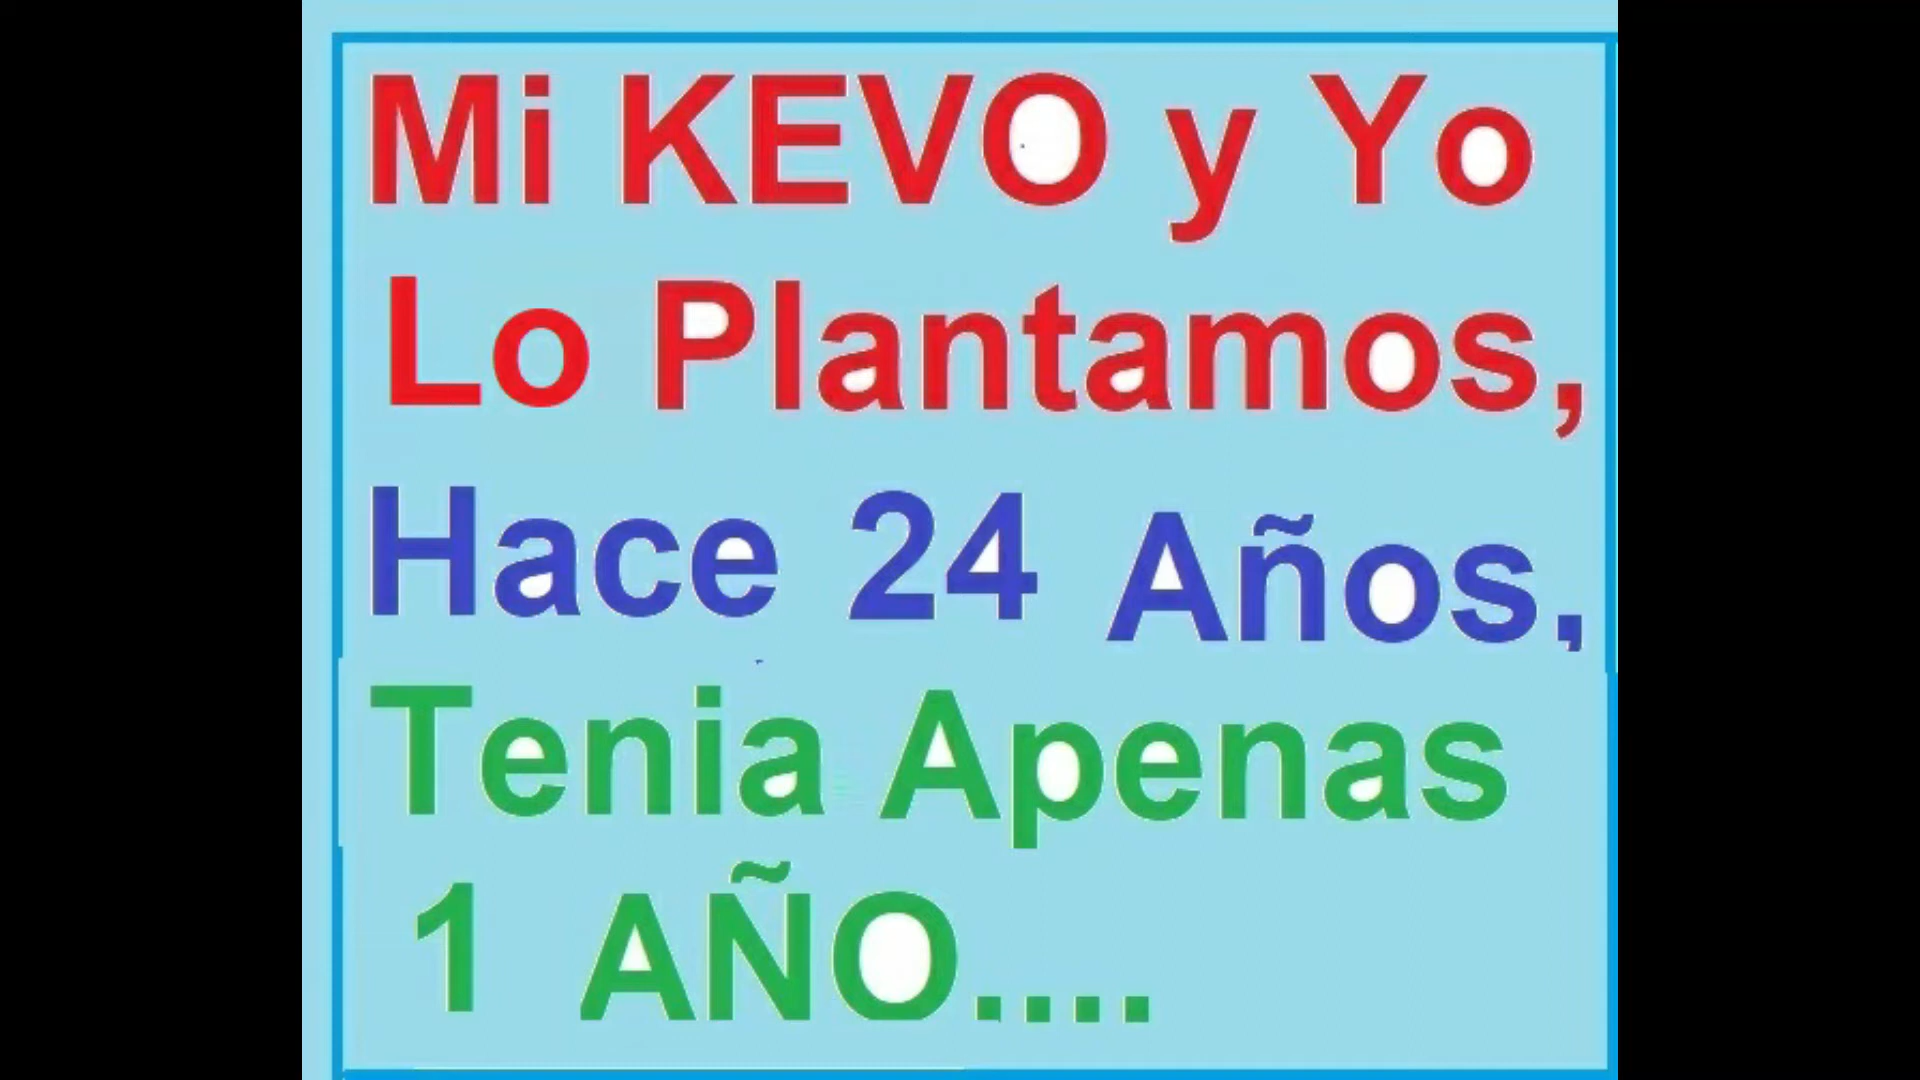 Mi KEVO y Yo
Lo Plantamos,
Hace 24 Años,
Tenia Apenas
1 AÑO....